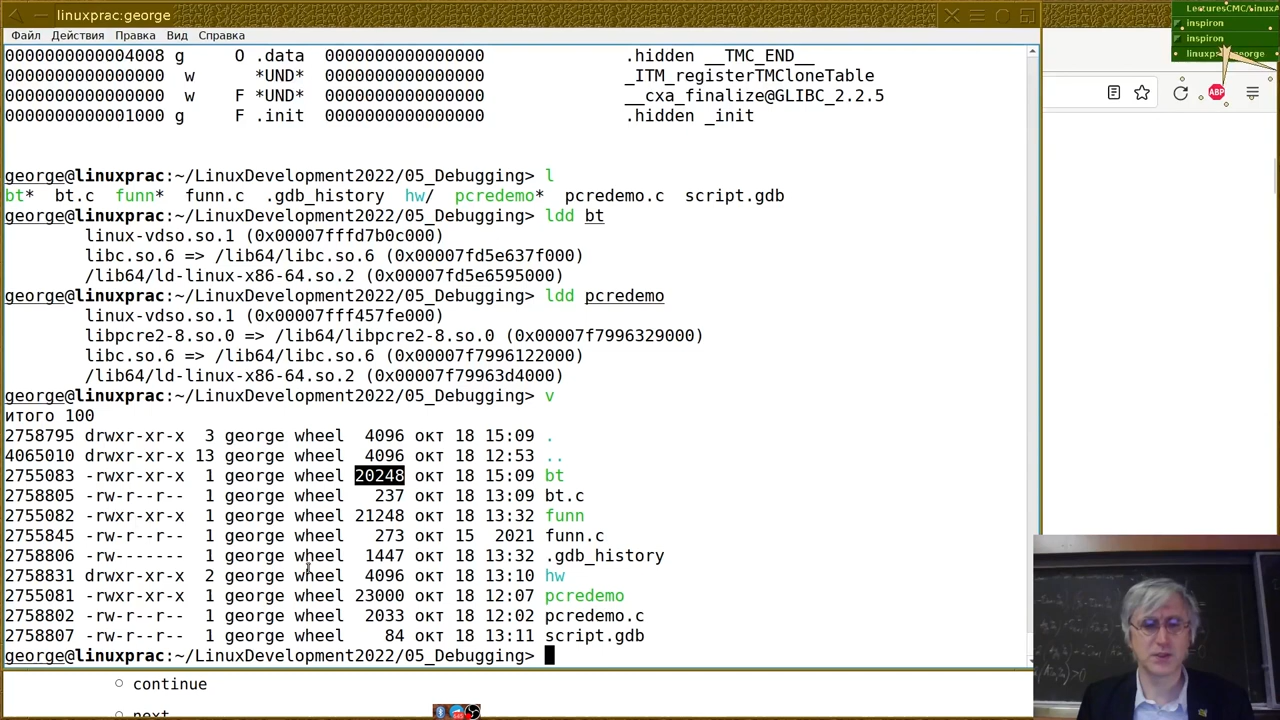 linuxprac:george
LecturesCMC/LinuxA
inspiron
inspiron
Файл Действия Правка Вид Справка
ABP
0000000000004008 g     O .data  0000000000000000              .hidden __TMC_END__
0000000000000000  w      *UND*  0000000000000000              _ITM_registerTMCloneTable
0000000000000000  w    F *UND*  0000000000000000              __cxa_finalize@GLIBC_2.2.5
0000000000001000 g     F .init  0000000000000000              .hidden _init
george@linuxprac:~/LinuxDevelopment2022/05_Debugging> l
bt*  bt.c  funn*  funn.c  .gdb_history  hw/  pcredemo*  pcredemo.c  script.gdb
george@linuxprac:~/LinuxDevelopment2022/05_Debugging> ldd bt
        linux-vdso.so.1 (0x00007fffd7b0c000)
        libc.so.6 => /lib64/libc.so.6 (0x00007fd5e637f000)
        /lib64/ld-linux-x86-64.so.2 (0x00007fd5e6595000)
george@linuxprac:~/LinuxDevelopment2022/05_Debugging> ldd pcredemo
        linux-vdso.so.1 (0x00007fff457fe000)
        libpcre2-8.so.0 => /lib64/libpcre2-8.so.0 (0x00007f7996329000)
        libc.so.6 => /lib64/libc.so.6 (0x00007f7996122000)
        /lib64/ld-linux-x86-64.so.2 (0x00007f79963d4000)
george@linuxprac:~/LinuxDevelopment2022/05_Debugging> v
итого 100
2758795 drwxr-xr-x  3 george wheel  4096 окт 18 15:09 .
4065010 drwxr-xr-x 13 george wheel  4096 окт 18 12:53 ..
2755083 -rwxr-xr-x  1 george wheel 20248 окт 18 15:09 bt
2758805 -rw-r--r--  1 george wheel   237 окт 18 13:09 bt.c
2755082 -rwxr-xr-x  1 george wheel 21248 окт 18 13:32 funn
2755845 -rw-r--r--  1 george wheel   273 окт 15  2021 funn.c
2758806 -rw-------  1 george wheel  1447 окт 18 13:32 .gdb_history
2758831 drwxr-xr-x  2 george wheel  4096 окт 18 13:10 hw
2755081 -rwxr-xr-x  1 george wheel 23000 окт 18 12:07 pcredemo
2758802 -rw-r--r--  1 george wheel  2033 окт 18 12:02 pcredemo.c
2758807 -rw-r--r--  1 george wheel    84 окт 18 13:11 script.gdb
george@linuxprac:~/LinuxDevelopment2022/05_Debugging>
continue
next